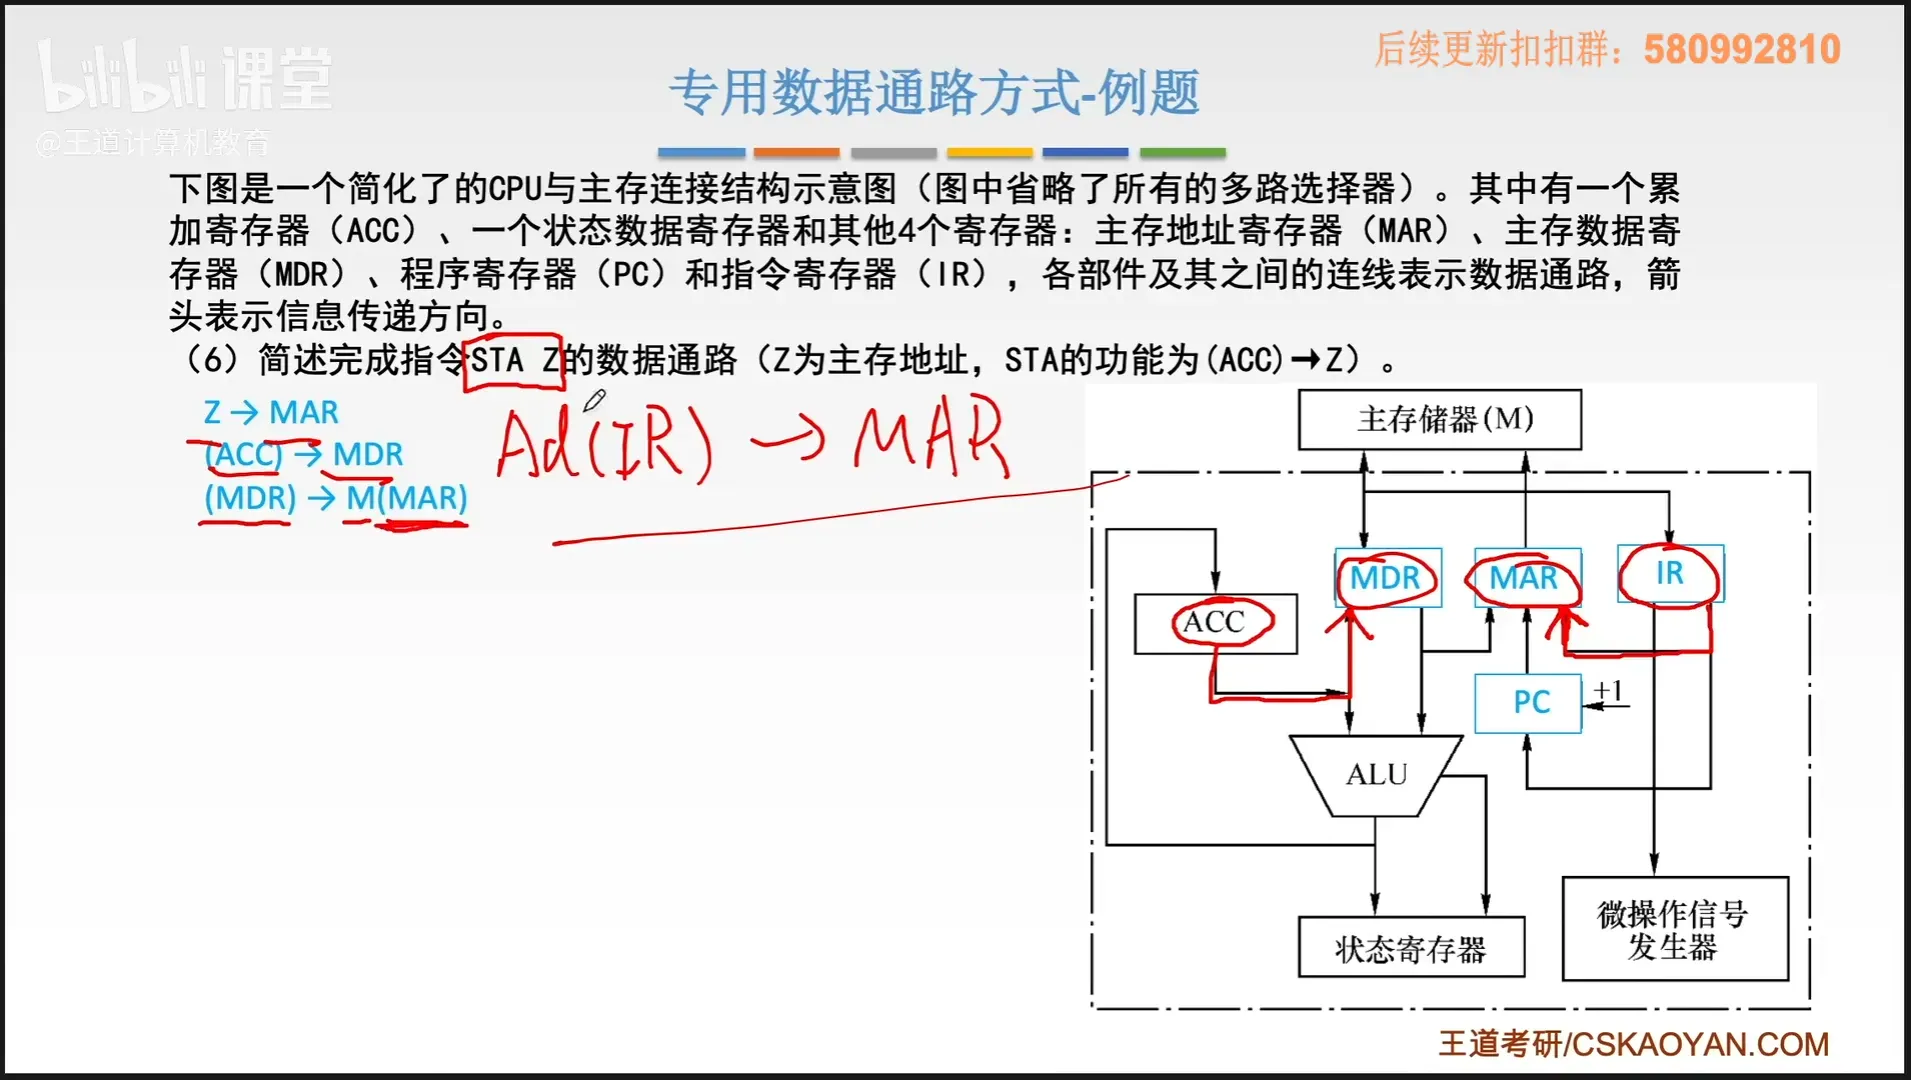 bilibili 课堂
后续更新扣扣群：580992810
@王道计算机教育
专用数据通路方式-例题
下图是一个简化了的CPU与主存连接结构示意图（图中省略了所有的多路选择器）。其中有一个累
加寄存器（ACC）、一个状态数据寄存器和其他4个寄存器：主存地址寄存器（MAR）、主存数据寄
存器（MDR）、程序寄存器（PC）和指令寄存器（IR），各部件及其之间的连线表示数据通路，箭
头表示信息传递方向。
（6）简述完成指令STA Z的数据通路（Z为主存地址，STA的功能为(ACC)→Z）。
Z → MAR
(ACC) → MDR
(MDR) → M(MAR)
Ad(IR) → MAR
主存储器(M)
MDR
MAR
IR
ACC
PC
+1
ALU
状态寄存器
微操作信号
发生器
王道考研/CSKAOYAN.COM